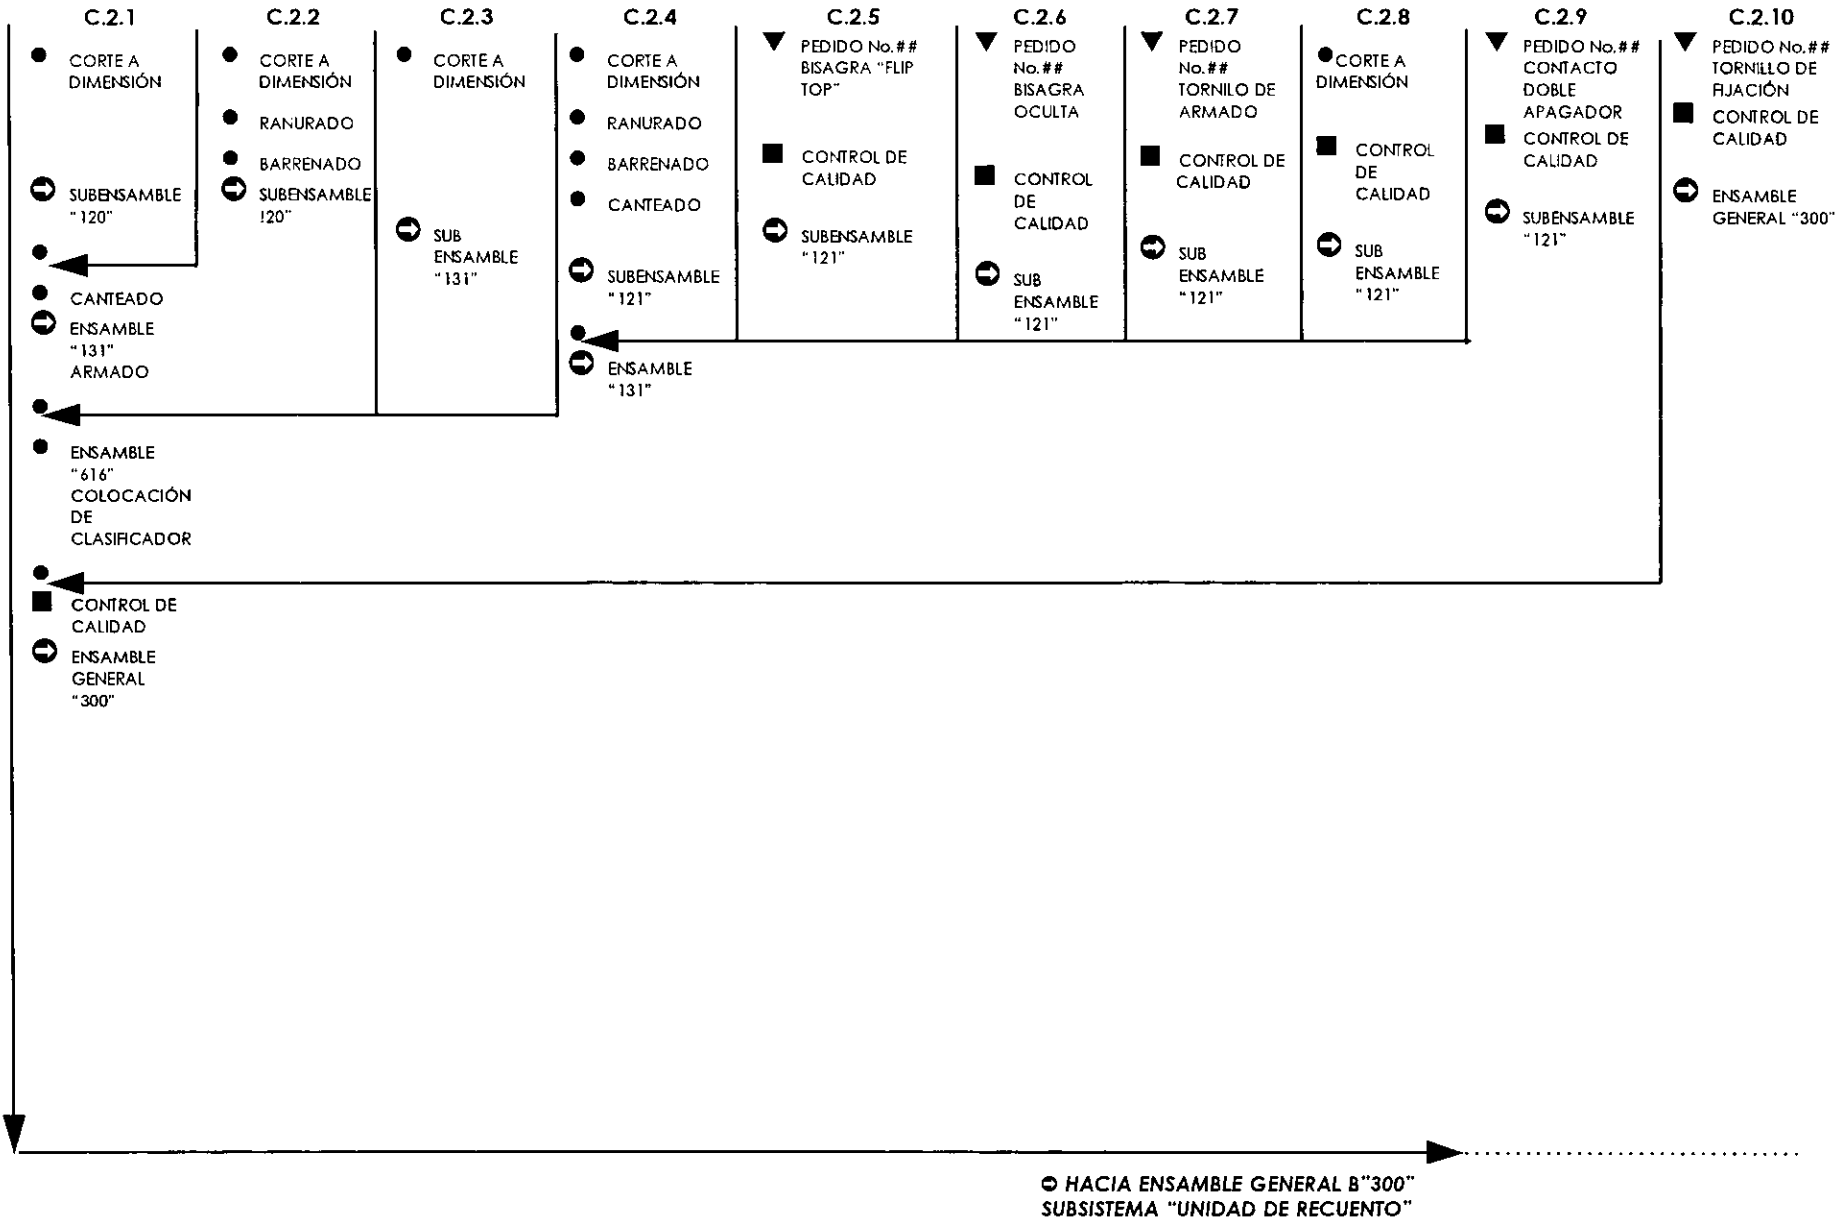 C.2.1
CORTE A
DIMENSIÓN
SUBENSAMBLE
"120"
CANTEADO
ENSAMBLE
"131"
ARMADO
ENSAMBLE
"616"
COLOCACIÓN
DE
CLASIFICADOR
CONTROL DE
CALIDAD
ENSAMBLE
GENERAL
"300"
C.2.2
CORTE A
DIMENSIÓN
RANURADO
BARRENADO
SUBENSAMBLE
!20"
C.2.3
CORTE A
DIMENSIÓN
SUB
ENSAMBLE
"131"
C.2.4
CORTE A
DIMENSIÓN
RANURADO
BARRENADO
CANTEADO
SUBENSAMBLE
"121"
ENSAMBLE
"131"
C.2.5
PEDIDO No.##
BISAGRA "FLIP
TOP"
CONTROL DE
CALIDAD
SUBENSAMBLE
"121"
C.2.6
PEDIDO
No.##
BISAGRA
OCULTA
CONTROL
DE
CALIDAD
SUB
ENSAMBLE
"121"
C.2.7
PEDIDO
No.##
TORNILO DE
ARMADO
CONTROL DE
CALIDAD
SUB
ENSAMBLE
"121"
C.2.8
CORTE A
DIMENSIÓN
CONTROL
DE
CALIDAD
SUB
ENSAMBLE
"121"
C.2.9
PEDIDO No.##
CONTACTO
DOBLE
APAGADOR
CONTROL DE
CALIDAD
SUBENSAMBLE
"121"
C.2.10
PEDIDO No.##
TORNILLO DE
FIJACIÓN
CONTROL DE
CALIDAD
ENSAMBLE
GENERAL "300"
HACIA ENSAMBLE GENERAL B"300"
SUBSISTEMA "UNIDAD DE RECUENTO"